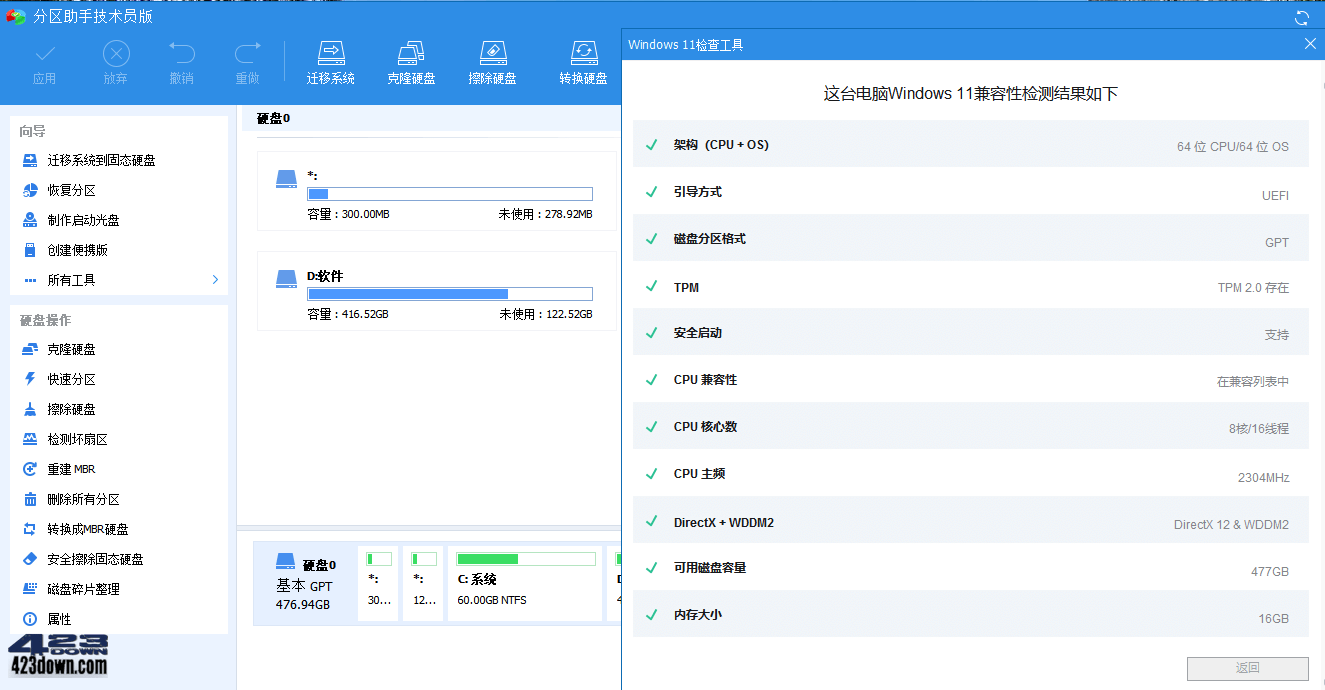 分区助手技术员版
应用
放弃
撤消
重做
迁移系统
克隆硬盘
擦除硬盘
转换硬盘
向导
迁移系统到固态硬盘
恢复分区
制作启动光盘
创建便携版
所有工具
硬盘操作
克隆硬盘
快速分区
擦除硬盘
检测坏扇区
重建 MBR
删除所有分区
转换成MBR硬盘
安全擦除固态硬盘
磁盘碎片整理
属性
423
DOWN
423down.com
硬盘0
*:
容量：300.00MB 未使用：278.92MB
D:软件
容量：416.52GB 未使用：122.52GB
硬盘0
基本 GPT
476.94GB
*:
30...
*:
12...
C: 系统
60.00GB NTFS
Windows 11检查工具
这台电脑Windows 11兼容性检测结果如下
架构（CPU + OS） 64 位 CPU/64 位 OS
引导方式 UEFI
磁盘分区格式 GPT
TPM TPM 2.0 存在
安全启动 支持
CPU 兼容性 在兼容列表中
CPU 核心数 8核/16线程
CPU 主频 2304MHz
DirectX + WDDM2 DirectX 12 & WDDM2
可用磁盘容量 477GB
内存大小 16GB
返回